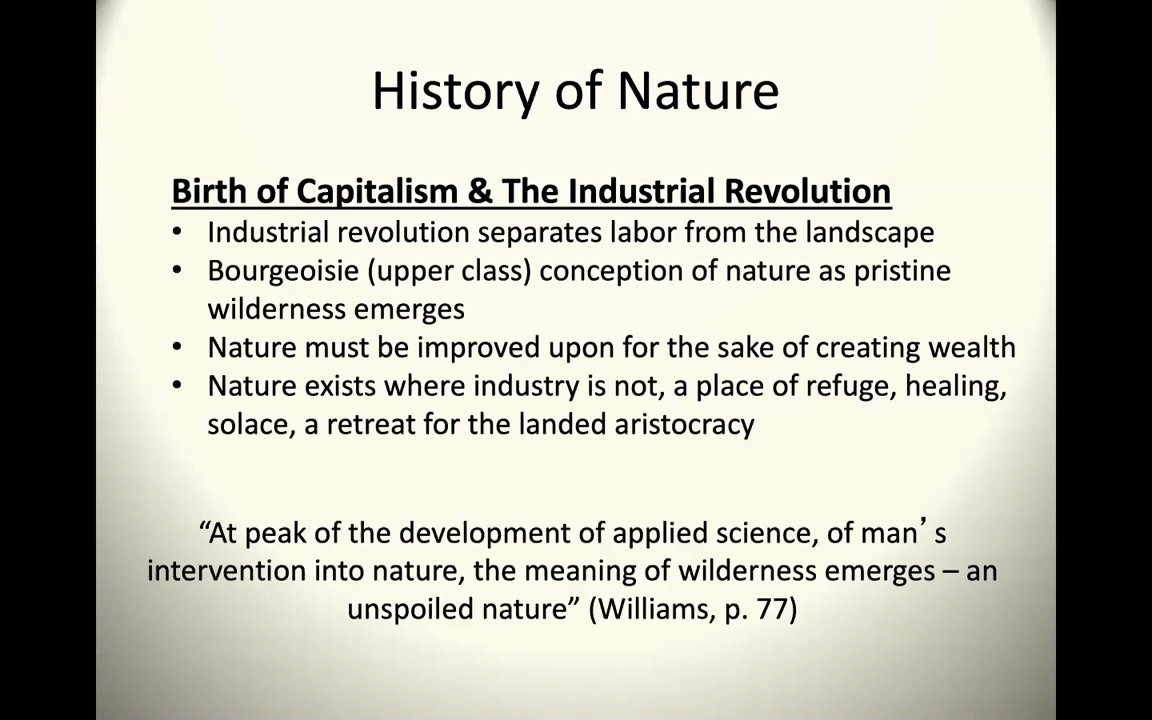 History of Nature
Birth of Capitalism & The Industrial Revolution
• Industrial revolution separates labor from the landscape
• Bourgeoisie (upper class) conception of nature as pristine
wilderness emerges
• Nature must be improved upon for the sake of creating wealth
• Nature exists where industry is not, a place of refuge, healing,
solace, a retreat for the landed aristocracy
“At peak of the development of applied science, of man’s
intervention into nature, the meaning of wilderness emerges – an
unspoiled nature” (Williams, p. 77)